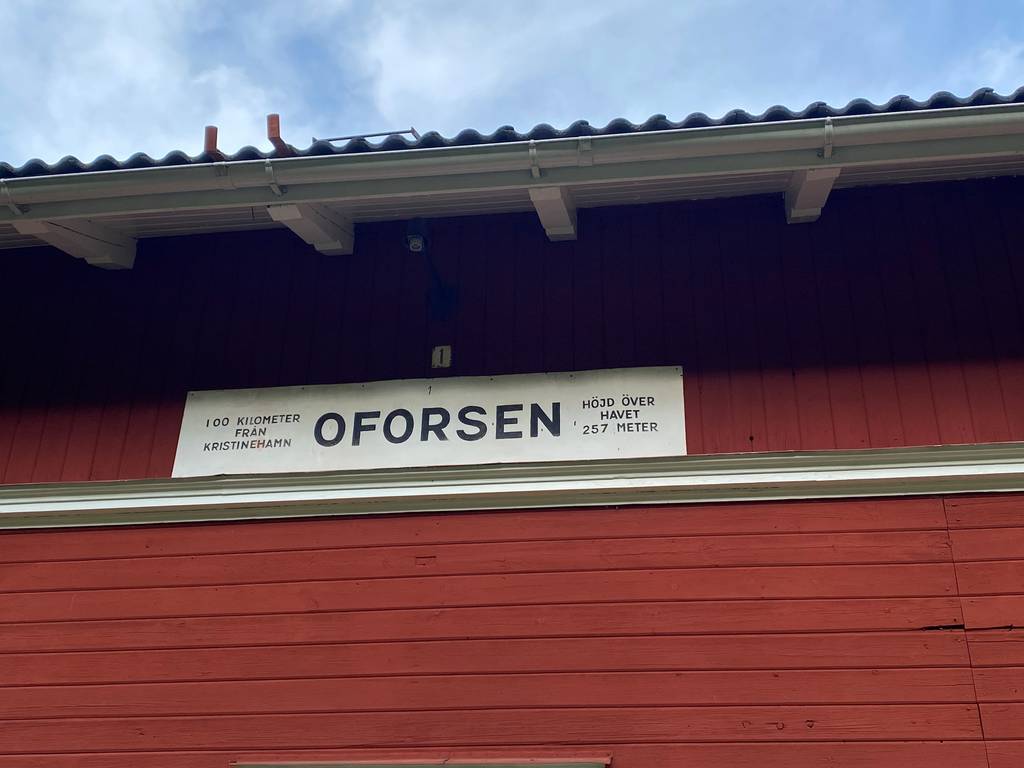 1
100 KILOMETER
FRÅN
KRISTINEHAMN
OFORSEN
HÖJD ÖVER
HAVET
257 METER